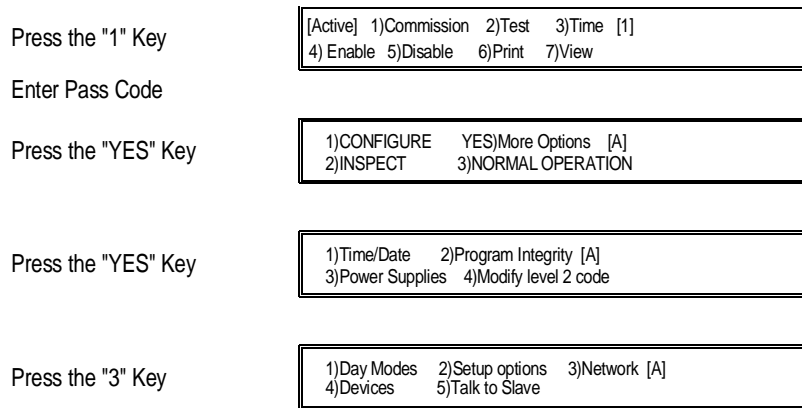 Press the "1" Key
[Active] 1)Commission 2)Test 3)Time [1]
4) Enable 5)Disable 6)Print 7)View
Enter Pass Code
Press the "YES" Key
1)CONFIGURE YES)More Options [A]
2)INSPECT 3)NORMAL OPERATION
Press the "YES" Key
1)Time/Date 2)Program Integrity [A]
3)Power Supplies 4)Modify level 2 code
Press the "3" Key
1)Day Modes 2)Setup options 3)Network [A]
4)Devices 5)Talk to Slave